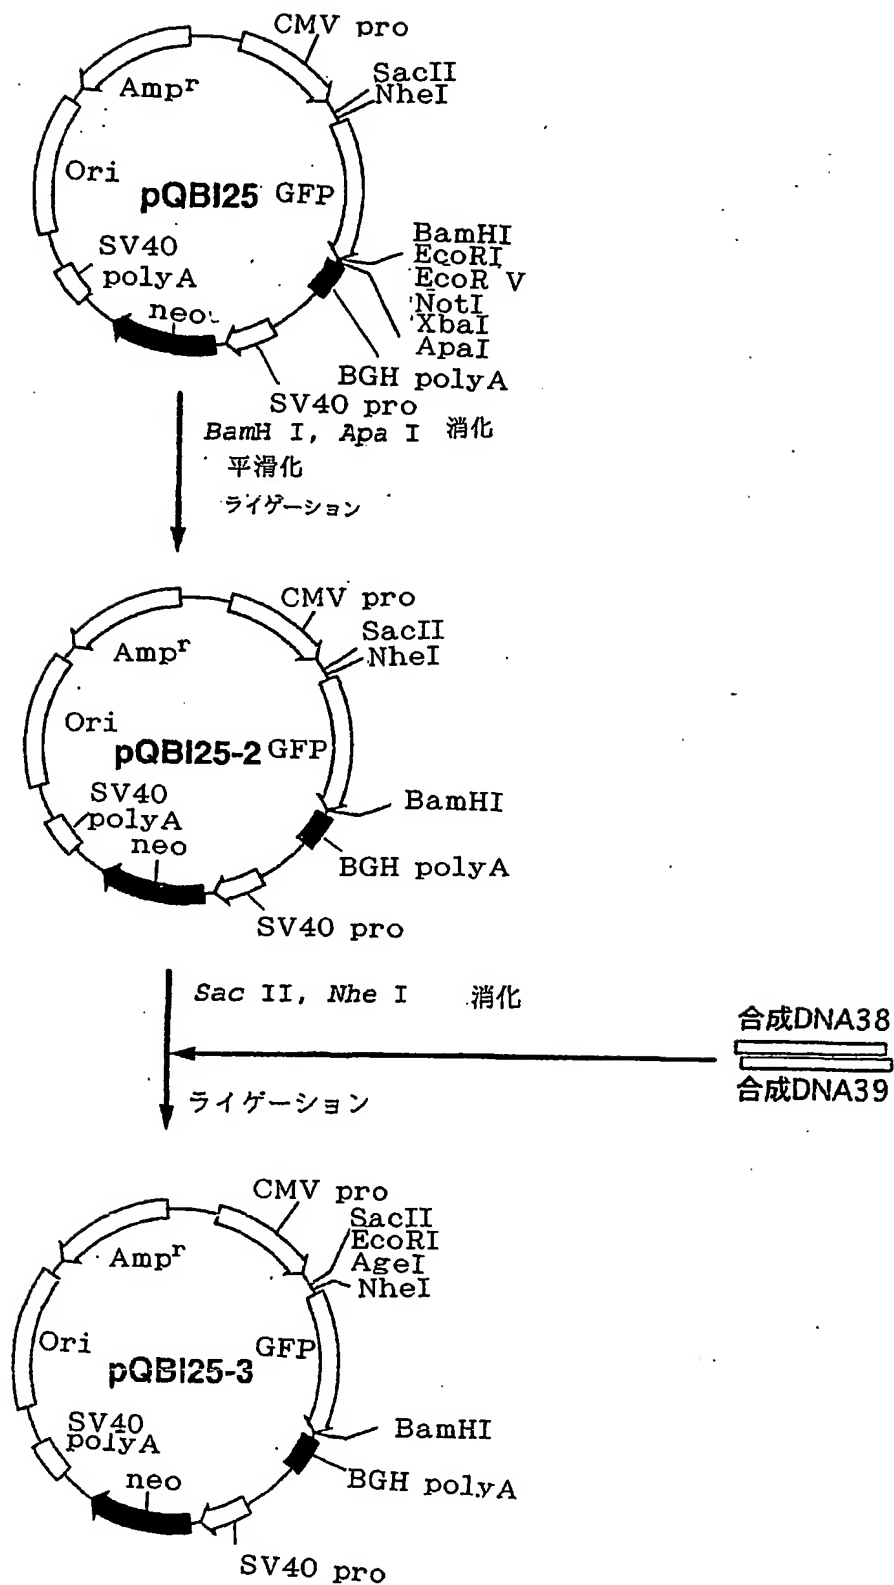 CMV pro
SacII
NheI
Ampʳ
Ori
pQBI25
GFP
BamHI
EcoRI
EcoR V
NotI
XbaI
ApaI
SV40
polyA
neo
BGH polyA
SV40 pro
BamH I, Apa I 消化
平滑化
ライゲーション
CMV pro
SacII
NheI
Ampʳ
Ori
pQBI25-2
GFP
SV40
polyA
BamHI
neo
BGH polyA
SV40 pro
Sac II, Nhe I 消化
合成DNA38
合成DNA39
ライゲーション
CMV pro
SacII
EcoRI
AgeI
NheI
Ampʳ
Ori
GFP
pQBI25-3
SV40
polyA
BamHI
neo
BGH polyA
SV40 pro